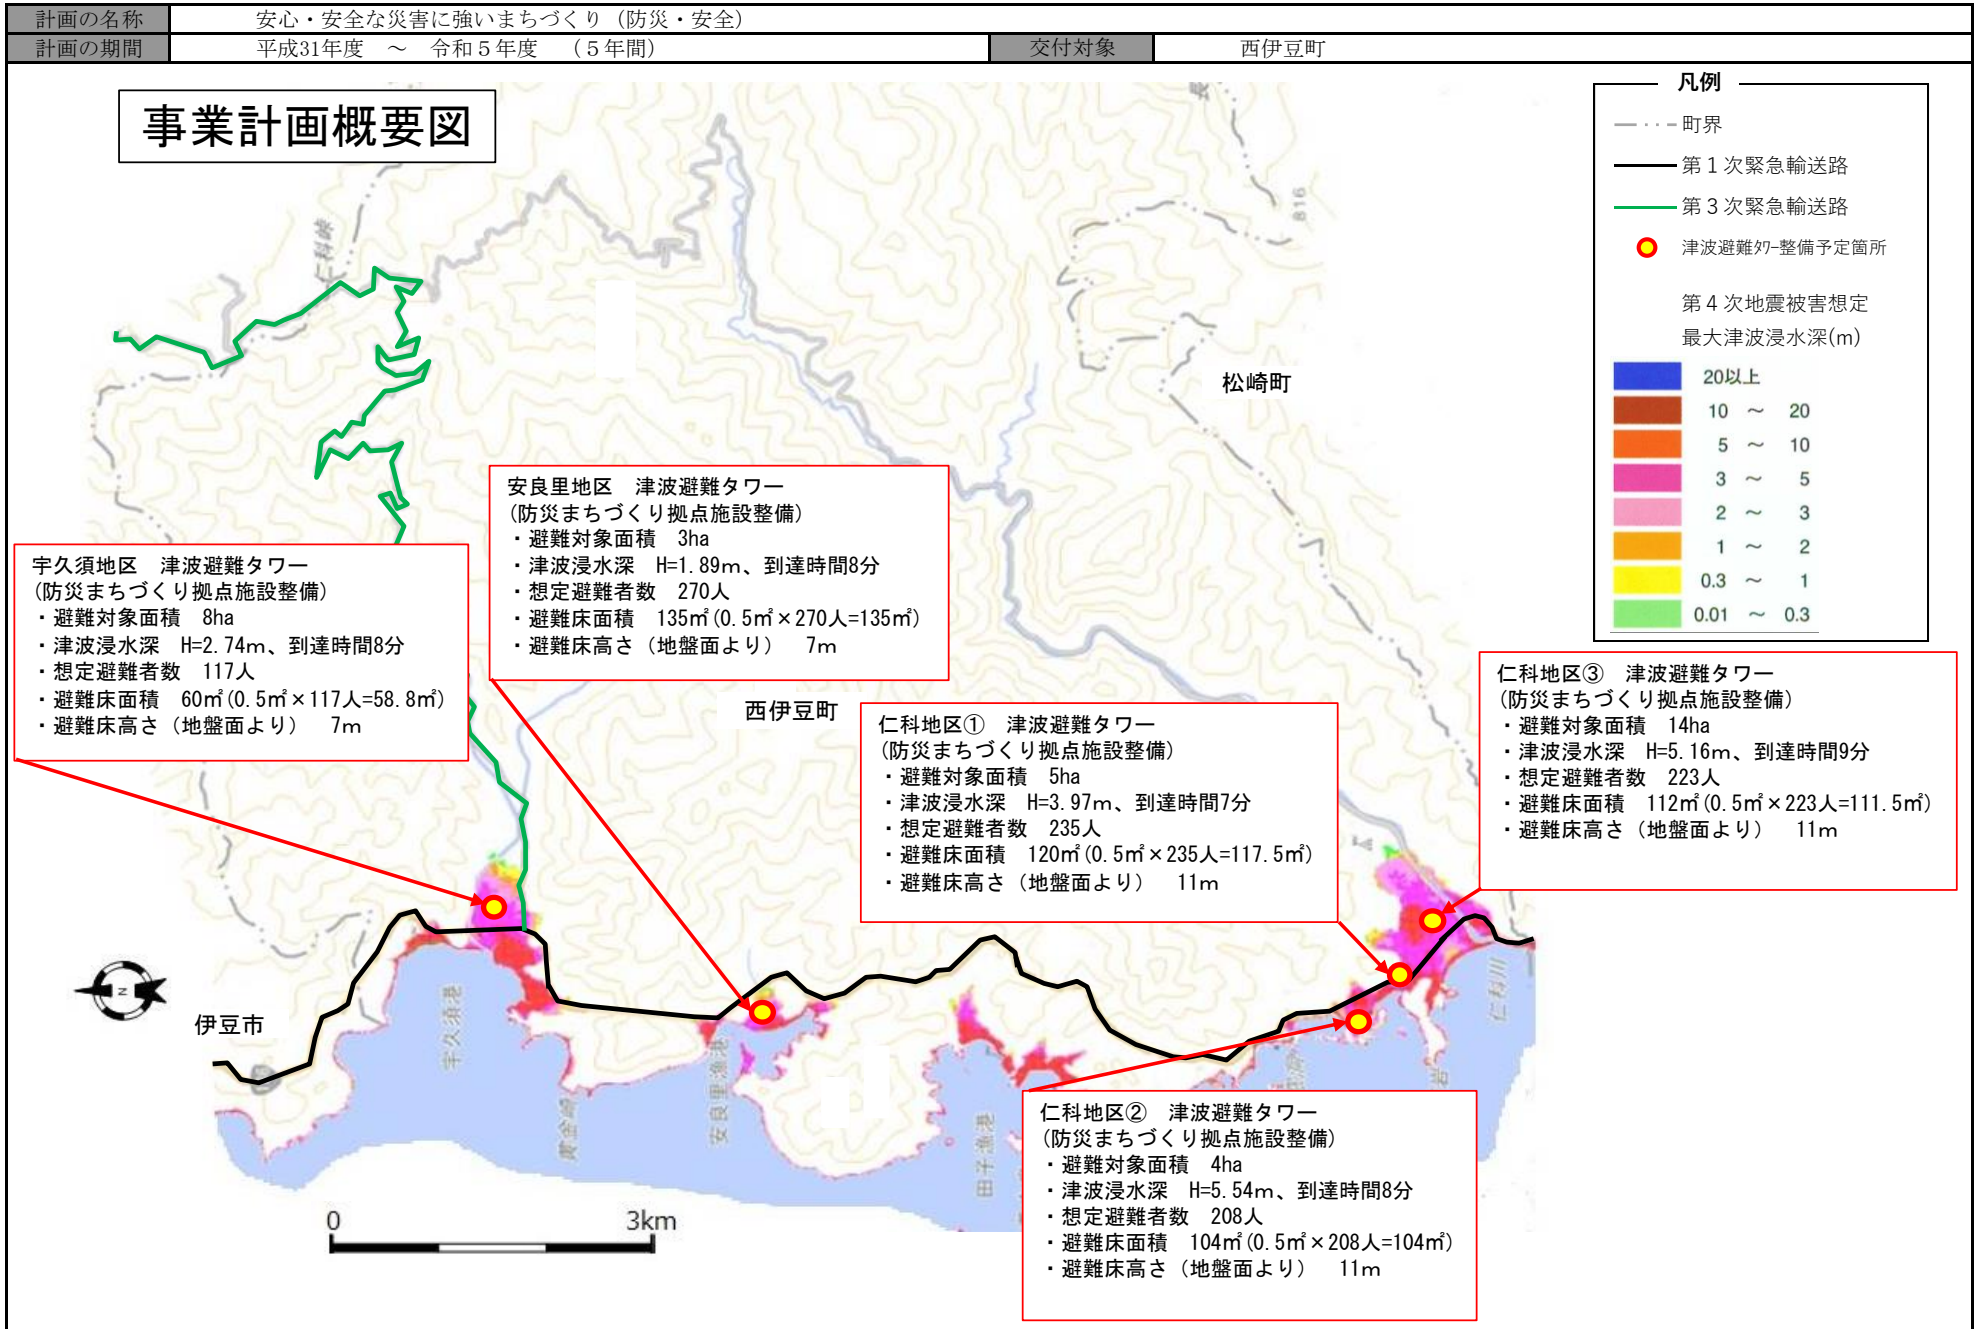 計画の名称 安心・安全な災害に強いまちづくり（防災・安全）
計画の期間 平成31年度 ～ 令和５年度 （５年間） 交付対象 西伊豆町
事業計画概要図
凡例
町界
第１次緊急輸送路
第３次緊急輸送路
津波避難ﾀﾜｰ整備予定箇所
第４次地震被害想定
最大津波浸水深(m)
20以上
10 ～ 20
5 ～ 10
3 ～ 5
2 ～ 3
1 ～ 2
0.3 ～ 1
0.01 ～ 0.3
仁科峠
816
松崎町
安良里地区 津波避難タワー
(防災まちづくり拠点施設整備)
・避難対象面積 3ha
・津波浸水深 H=1.89m、到達時間8分
・想定避難者数 270人
・避難床面積 135㎡(0.5㎡×270人=135㎡)
・避難床高さ（地盤面より） 7m
宇久須地区 津波避難タワー
(防災まちづくり拠点施設整備)
・避難対象面積 8ha
・津波浸水深 H=2.74m、到達時間8分
・想定避難者数 117人
・避難床面積 60㎡(0.5㎡×117人=58.8㎡)
・避難床高さ（地盤面より） 7m
西伊豆町
仁科地区① 津波避難タワー
(防災まちづくり拠点施設整備)
・避難対象面積 5ha
・津波浸水深 H=3.97m、到達時間7分
・想定避難者数 235人
・避難床面積 120㎡(0.5㎡×235人=117.5㎡)
・避難床高さ（地盤面より） 11m
仁科地区③ 津波避難タワー
(防災まちづくり拠点施設整備)
・避難対象面積 14ha
・津波浸水深 H=5.16m、到達時間9分
・想定避難者数 223人
・避難床面積 112㎡(0.5㎡×223人=111.5㎡)
・避難床高さ（地盤面より） 11m
N
伊豆市
宇久須港
黄金崎
安良里漁港
田子漁港
仁科川
仁科地区② 津波避難タワー
(防災まちづくり拠点施設整備)
・避難対象面積 4ha
・津波浸水深 H=5.54m、到達時間8分
・想定避難者数 208人
・避難床面積 104㎡(0.5㎡×208人=104㎡)
・避難床高さ（地盤面より） 11m
0 3km